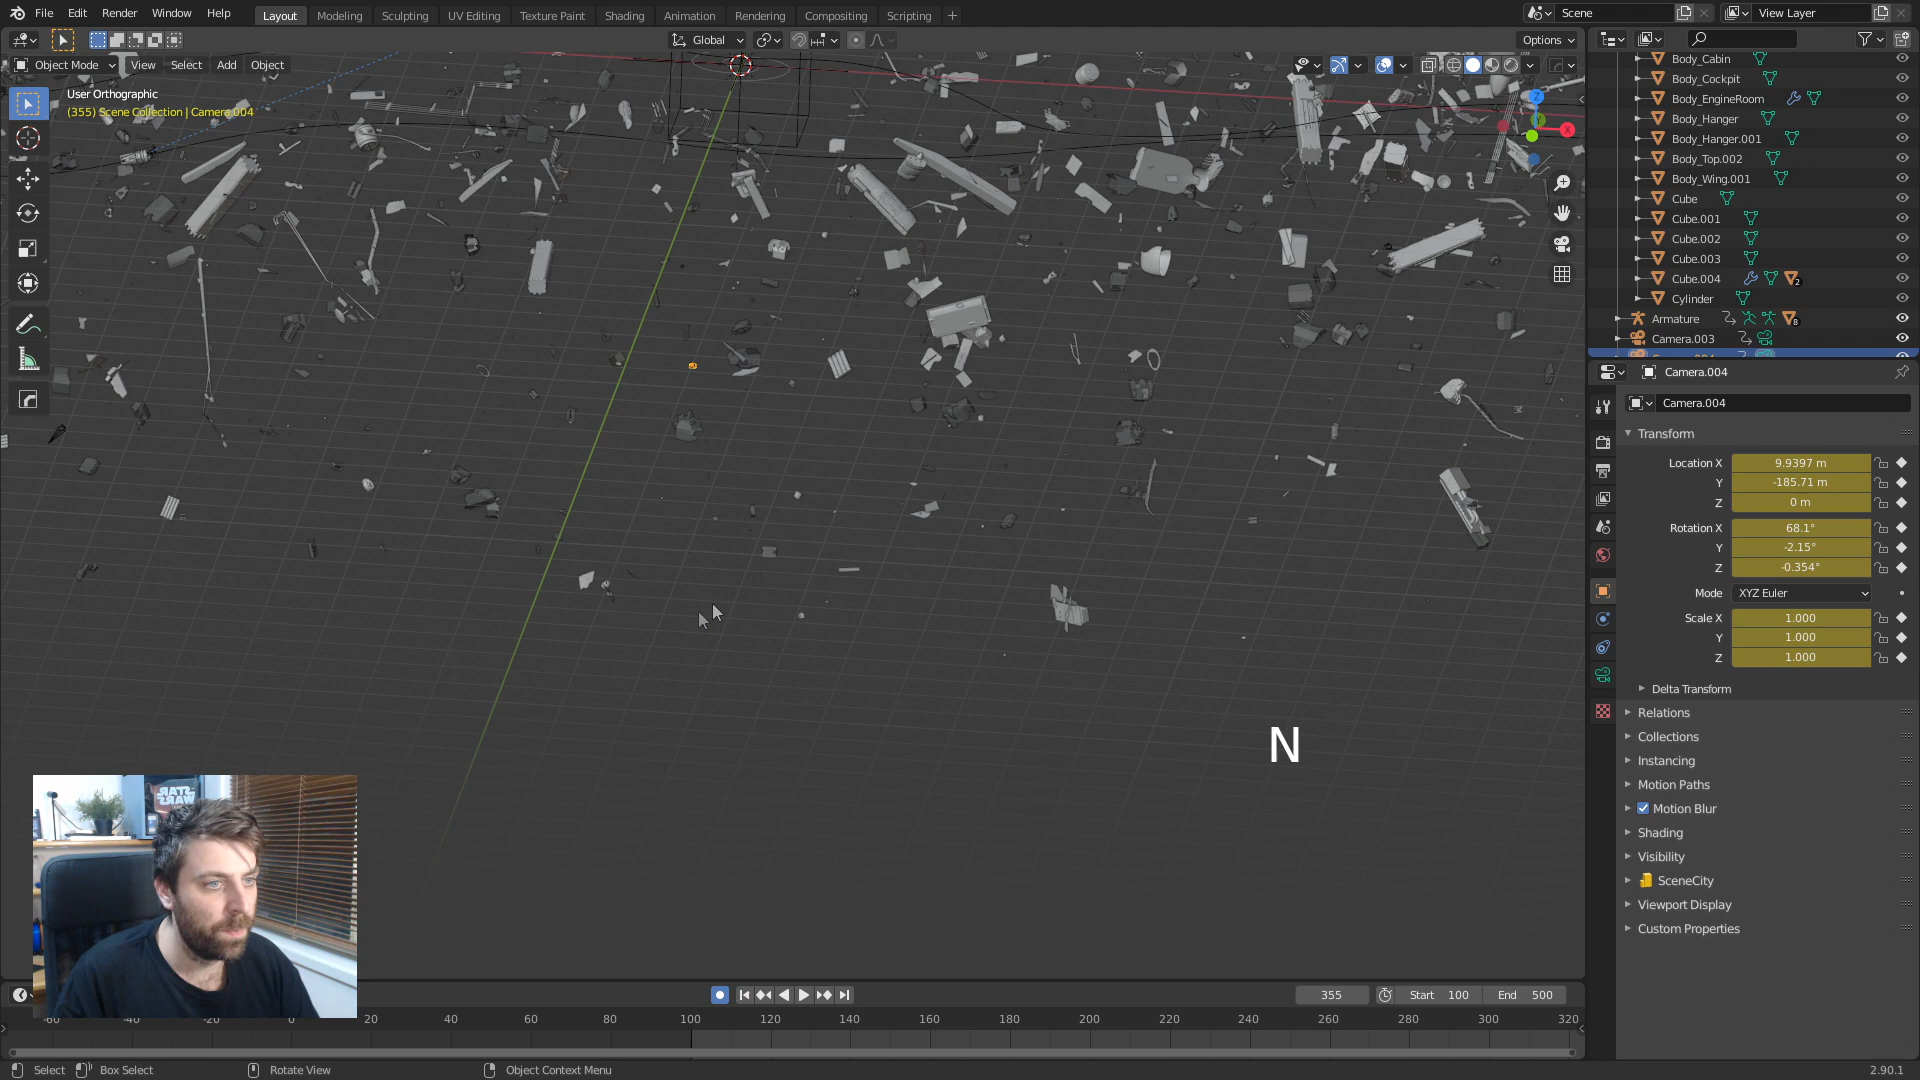 File Edit Render Window Help Layout Modeling Sculpting UV Editing Texture Paint Shading Animation Rendering Compositing Scripting + Scene View Layer
Global Options
Object Mode View Select Add Object
User Orthographic
(355) Scene Collection | Camera.004
Z
X
Body_Cabin
Body_Cockpit
Body_EngineRoom
Body_Hanger
Body_Hanger.001
Body_Top.002
Body_Wing.001
Cube
Cube.001
Cube.002
Cube.003
Cube.004 2
Cylinder
Armature 8
Camera.003
Camera.004
Camera.004
Transform
Location X 9.9397 m
Y -185.71 m
Z 0 m
Rotation X 68.1°
Y -2.15°
Z -0.354°
Mode XYZ Euler
Scale X 1.000
Y 1.000
Z 1.000
Delta Transform
Relations
Collections
Instancing
Motion Paths
Motion Blur
Shading
Visibility
SceneCity
Viewport Display
Custom Properties
N
355 Start 100 End 500
-60 -40 -20 0 20 40 60 80 100 120 140 160 180 200 220 240 260 280 300 320
Select Box Select Rotate View Object Context Menu 2.90.1